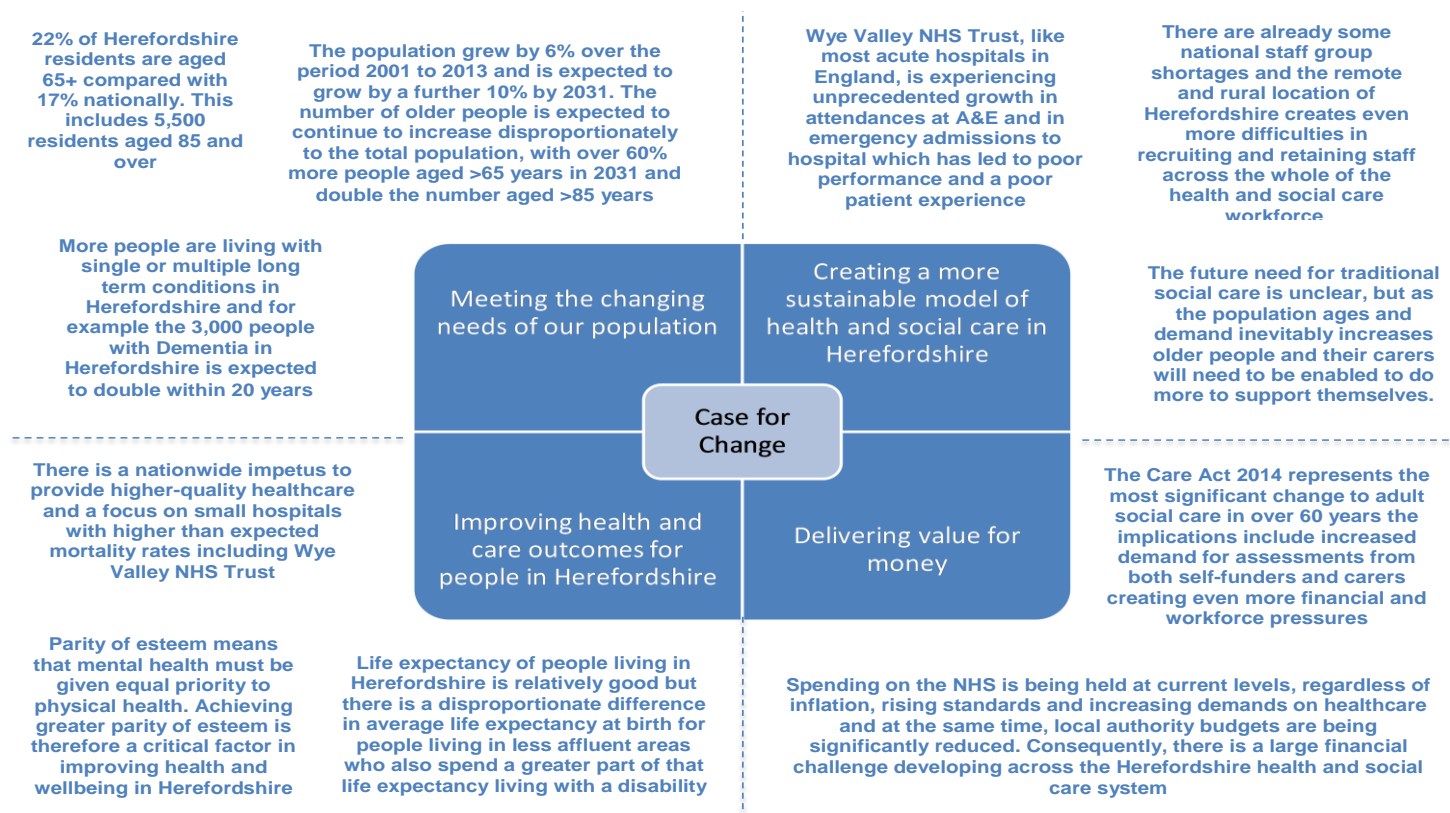 22% of Herefordshire
residents are aged
65+ compared with
17% nationally. This
includes 5,500
residents aged 85 and
over
The population grew by 6% over the
period 2001 to 2013 and is expected to
grow by a further 10% by 2031. The
number of older people is expected to
continue to increase disproportionately
to the total population, with over 60%
more people aged >65 years in 2031 and
double the number aged >85 years
Wye Valley NHS Trust, like
most acute hospitals in
England, is experiencing
unprecedented growth in
attendances at A&E and in
emergency admissions to
hospital which has led to poor
performance and a poor
patient experience
There are already some
national staff group
shortages and the remote
and rural location of
Herefordshire creates even
more difficulties in
recruiting and retaining staff
across the whole of the
health and social care
workforce
More people are living with
single or multiple long
term conditions in
Herefordshire and for
example the 3,000 people
with Dementia in
Herefordshire is expected
to double within 20 years
Meeting the changing
needs of our population
Creating a more
sustainable model of
health and social care in
Herefordshire
The future need for traditional
social care is unclear, but as
the population ages and
demand inevitably increases
older people and their carers
will need to be enabled to do
more to support themselves.
Case for
Change
There is a nationwide impetus to
provide higher-quality healthcare
and a focus on small hospitals
with higher than expected
mortality rates including Wye
Valley NHS Trust
Improving health and
care outcomes for
people in Herefordshire
Delivering value for
money
The Care Act 2014 represents the
most significant change to adult
social care in over 60 years the
implications include increased
demand for assessments from
both self-funders and carers
creating even more financial and
workforce pressures
Parity of esteem means
that mental health must be
given equal priority to
physical health. Achieving
greater parity of esteem is
therefore a critical factor in
improving health and
wellbeing in Herefordshire
Life expectancy of people living in
Herefordshire is relatively good but
there is a disproportionate difference
in average life expectancy at birth for
people living in less affluent areas
who also spend a greater part of that
life expectancy living with a disability
Spending on the NHS is being held at current levels, regardless of
inflation, rising standards and increasing demands on healthcare
and at the same time, local authority budgets are being
significantly reduced. Consequently, there is a large financial
challenge developing across the Herefordshire health and social
care system